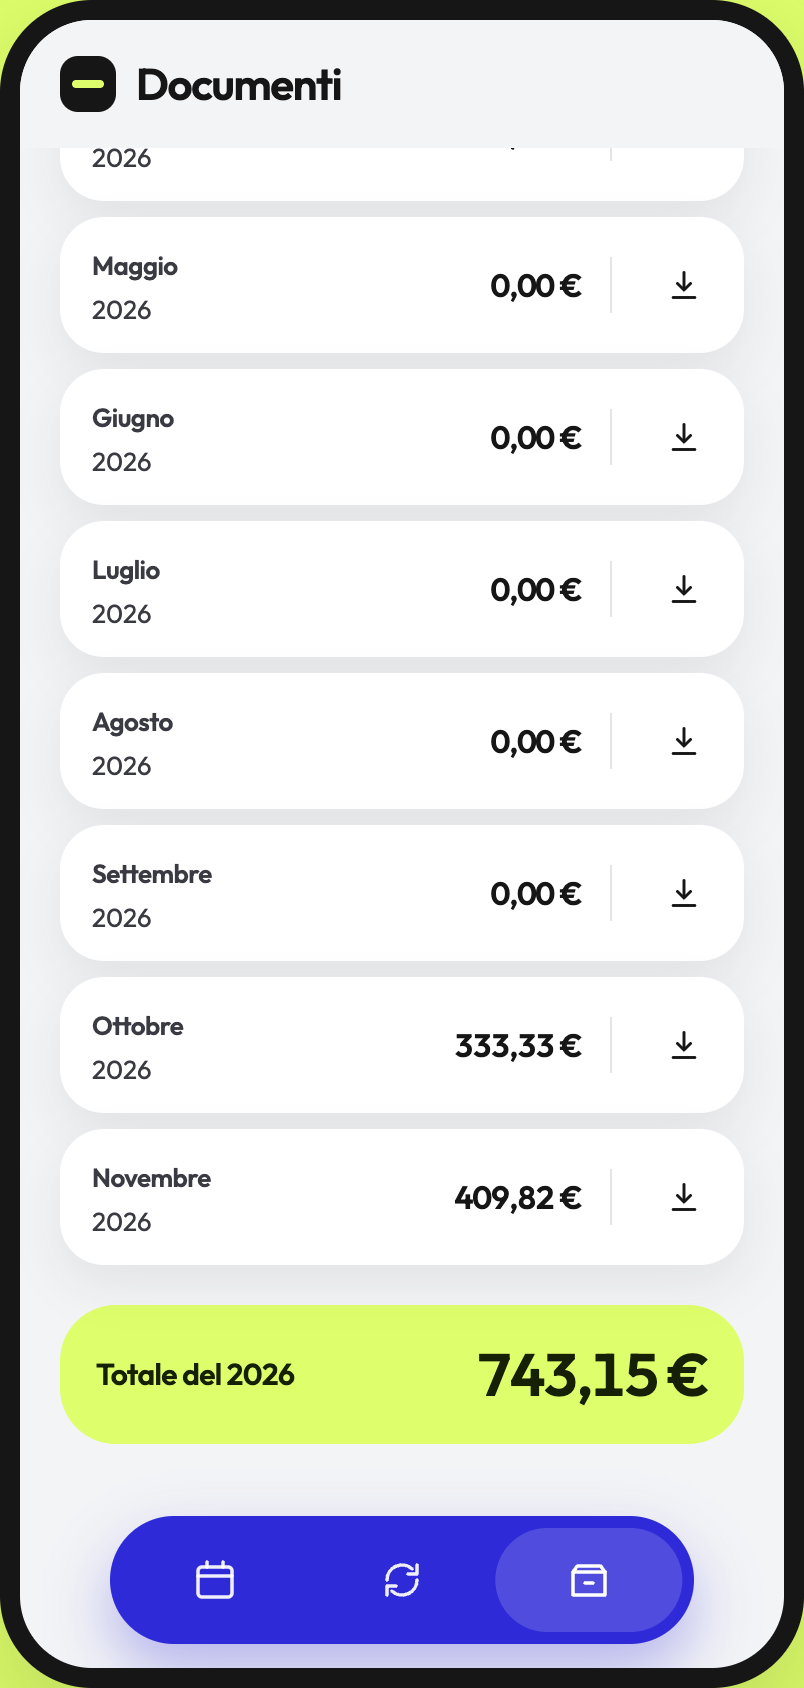 Documenti
2026
Maggio
2026
0,00 €
Giugno
2026
0,00 €
Luglio
2026
0,00 €
Agosto
2026
0,00 €
Settembre
2026
0,00 €
Ottobre
2026
333,33 €
Novembre
2026
409,82 €
Totale del 2026
743,15 €